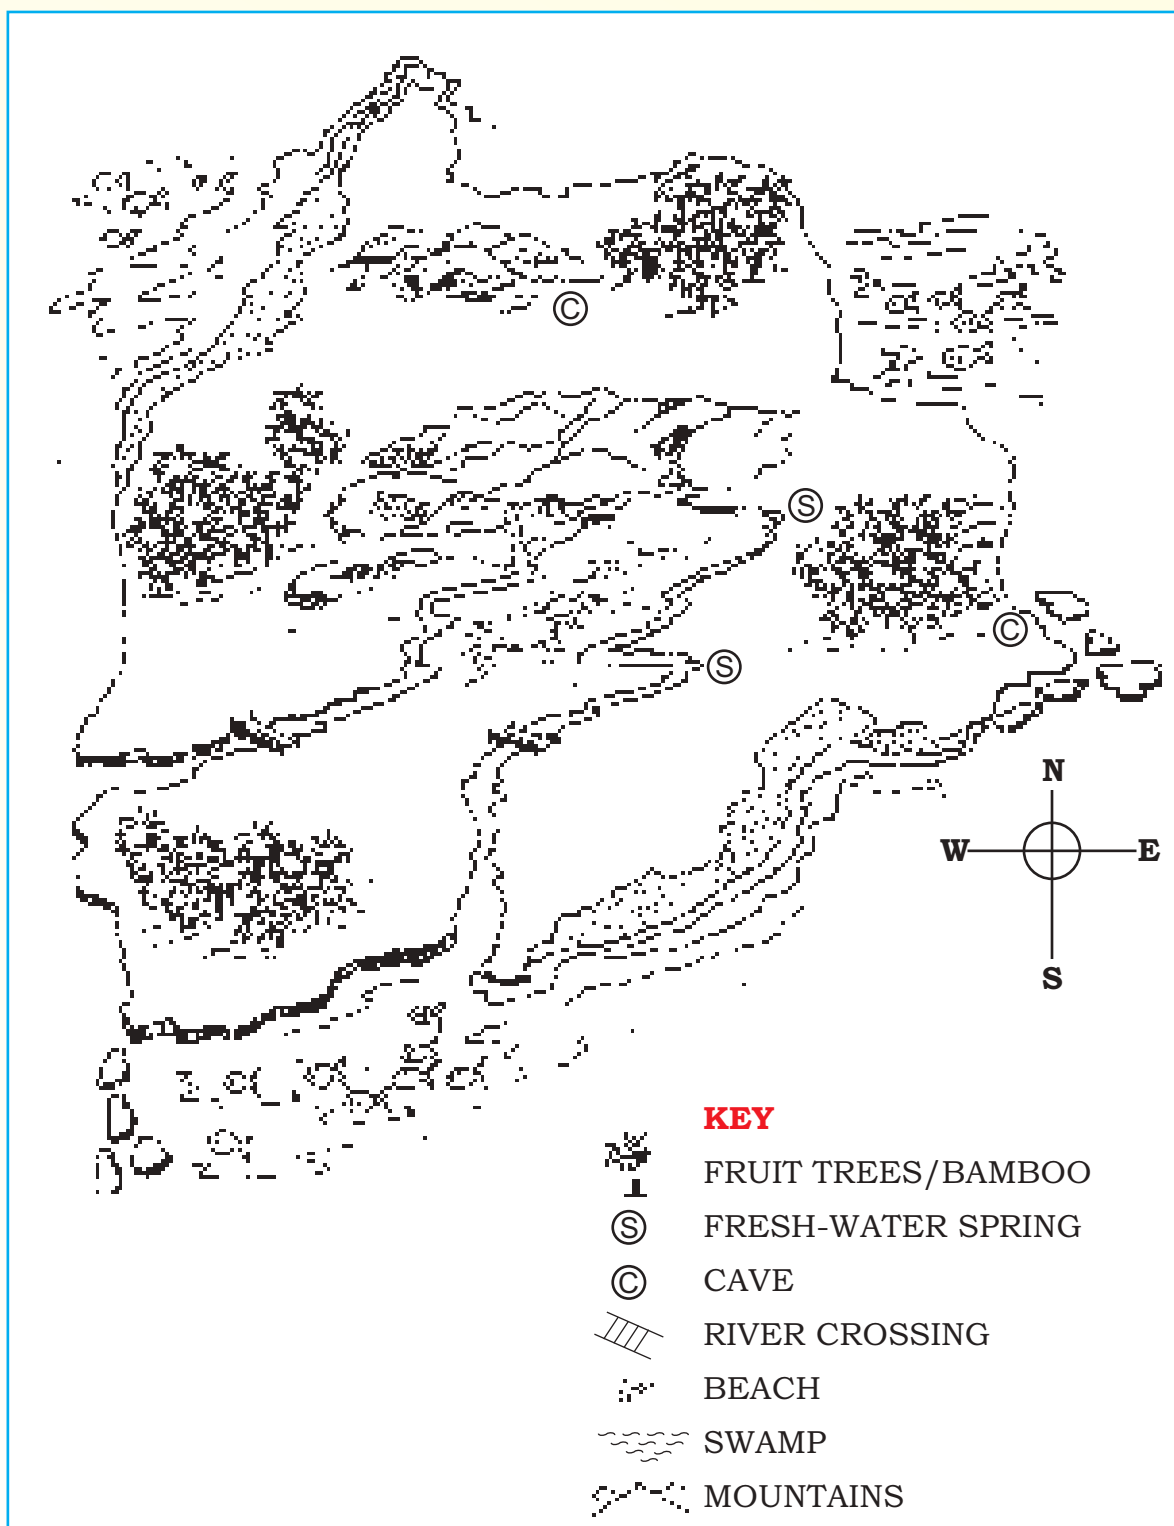 C
S
C
S
N
W E
S
KEY
FRUIT TREES/BAMBOO
S FRESH-WATER SPRING
C CAVE
RIVER CROSSING
BEACH
SWAMP
MOUNTAINS